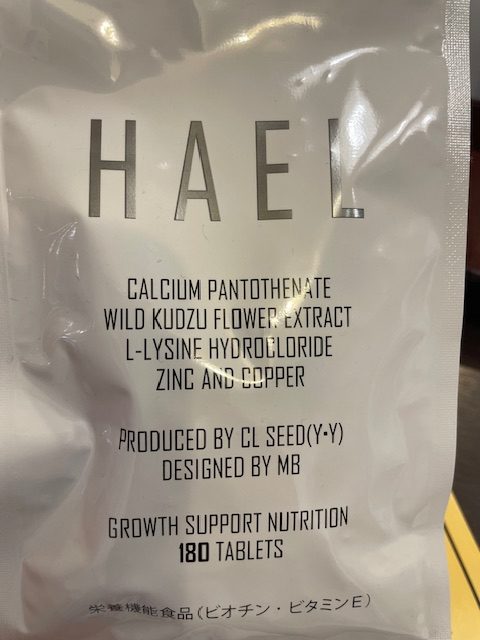 HAEL
CALCIUM PANTOTHENATE
WILD KUDZU FLOWER EXTRACT
L-LYSINE HYDROCLORIDE
ZINC AND COPPER
PRODUCED BY CL SEED(Y・Y)
DESIGNED BY MB
GROWTH SUPPORT NUTRITION
180 TABLETS
栄養機能食品(ビオチン・ビタミンE)